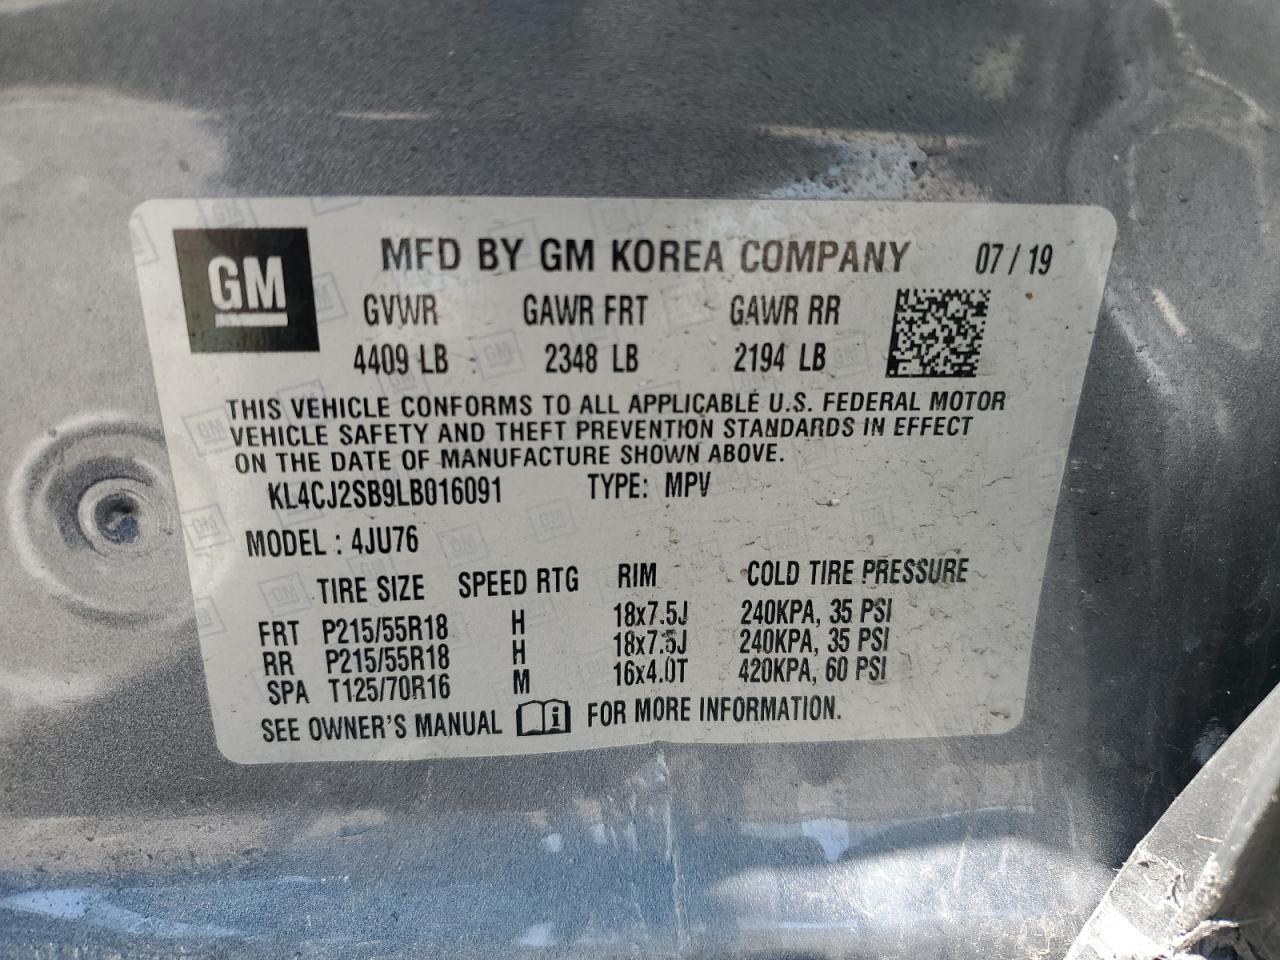 GM MFD BY GM KOREA COMPANY 07 / 19
GVWR GAWR FRT GAWR RR
4409 LB 2348 LB 2194 LB
THIS VEHICLE CONFORMS TO ALL APPLICABLE U.S. FEDERAL MOTOR
VEHICLE SAFETY AND THEFT PREVENTION STANDARDS IN EFFECT
ON THE DATE OF MANUFACTURE SHOWN ABOVE.
KL4CJ2SB9LB016091 TYPE: MPV
MODEL : 4JU76
TIRE SIZE SPEED RTG RIM COLD TIRE PRESSURE
FRT P215/55R18 H 18x7.5J 240KPA, 35 PSI
RR P215/55R18 H 18x7.5J 240KPA, 35 PSI
SPA T125/70R16 M 16x4.0T 420KPA, 60 PSI
SEE OWNER'S MANUAL FOR MORE INFORMATION.